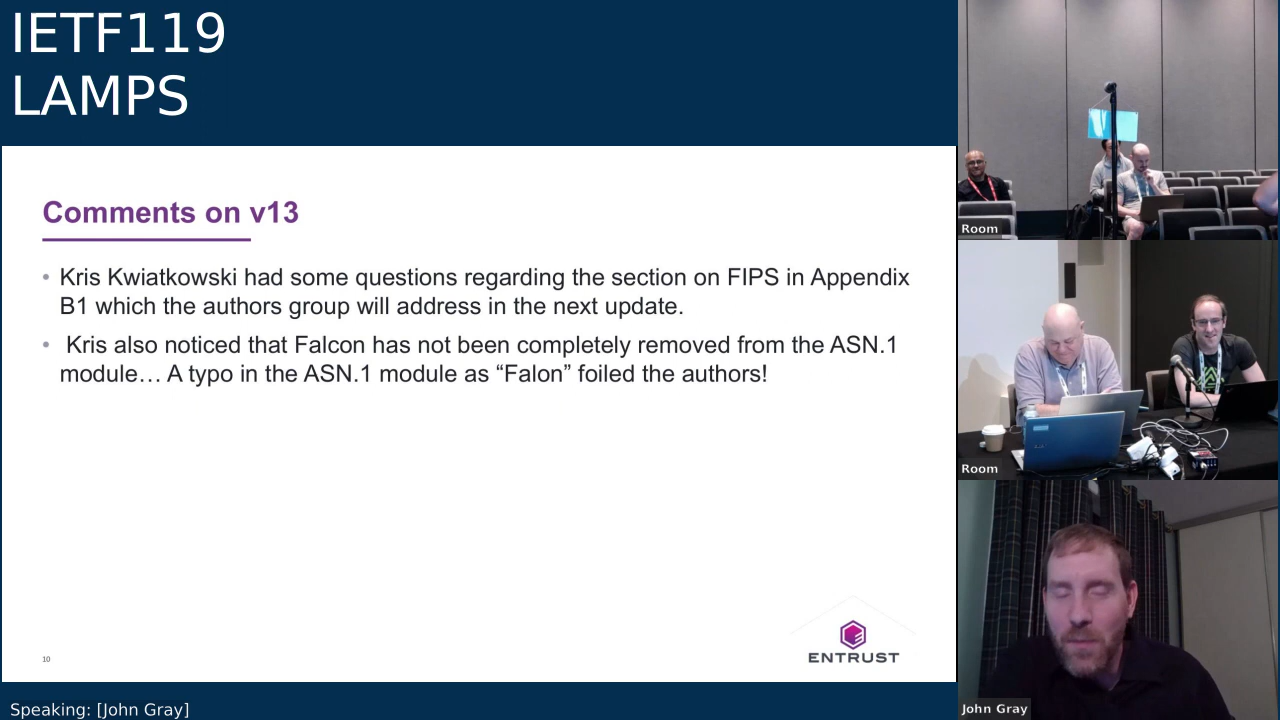 IETF119
LAMPS
Comments on v13
• Kris Kwiatkowski had some questions regarding the section on FIPS in Appendix
B1 which the authors group will address in the next update.
• Kris also noticed that Falcon has not been completely removed from the ASN.1
module… A typo in the ASN.1 module as “Falon” foiled the authors!
10
ENTRUST
Speaking: [John Gray]
Room
Room
John Gray